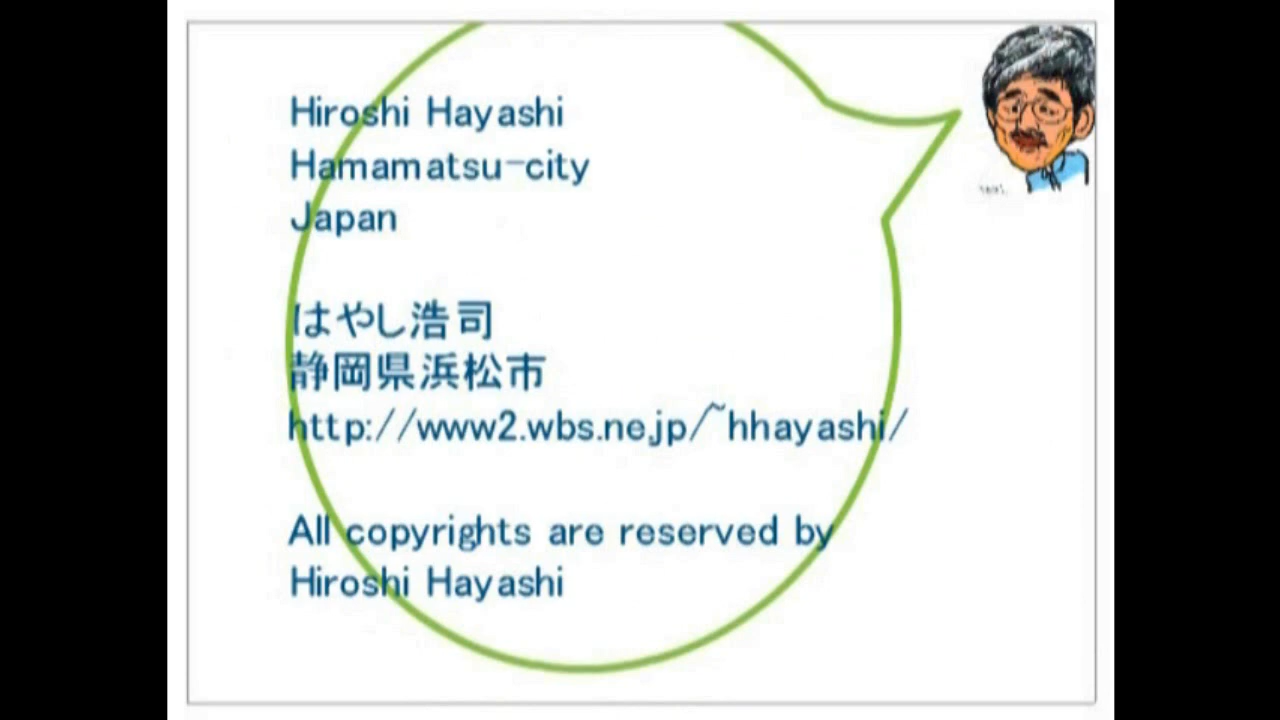 Hiroshi Hayashi
Hamamatsu-city
Japan
はやし浩司
静岡県浜松市
http://www2.wbs.ne.jp/~hhayashi/
All copyrights are reserved by
Hiroshi Hayashi